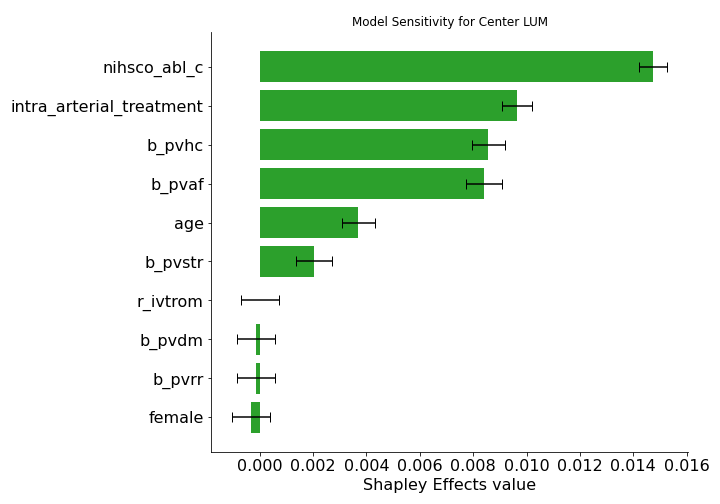 Model Sensitivity for Center LUM
nihsco_abl_c
intra_arterial_treatment
b_pvhc
b_pvaf
age
b_pvstr
r_ivtrom
b_pvdm
b_pvrr
female
0.000 0.002 0.004 0.006 0.008 0.010 0.012 0.014 0.016
Shapley Effects value